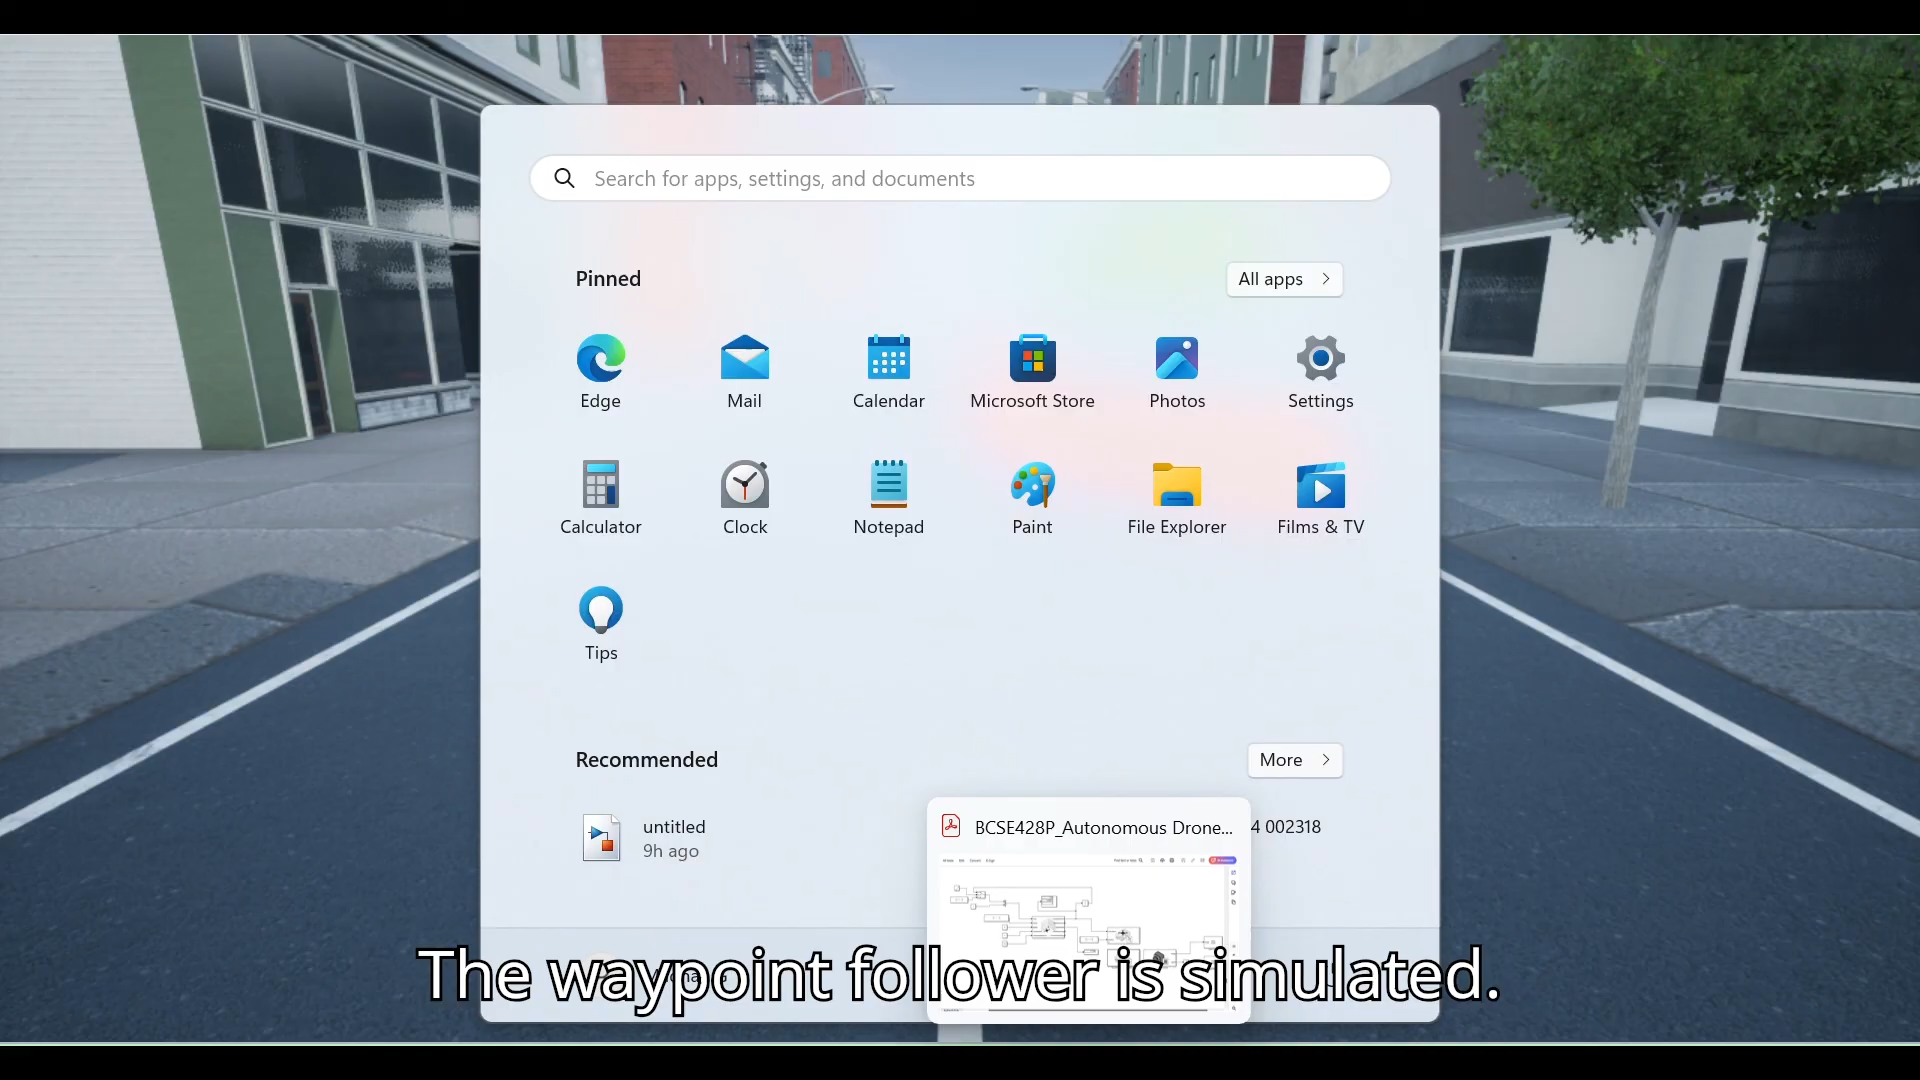 Search for apps, settings, and documents
Pinned
All apps
Edge
Mail
Calendar
Microsoft Store
Photos
Settings
Calculator
Clock
Notepad
Paint
File Explorer
Films & TV
Tips
Recommended
More
untitled
9h ago
BCSE428P_Autonomous Drone...
4 002318
The waypoint follower is simulated.